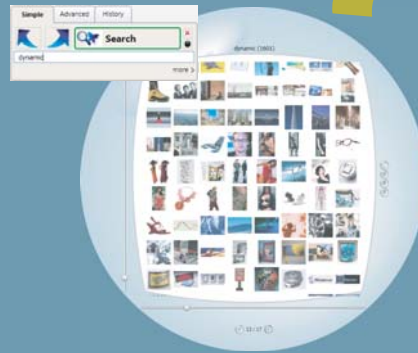 Simple Advanced History
Search
dynamic
more >
dynamic (1601)
13 / 17